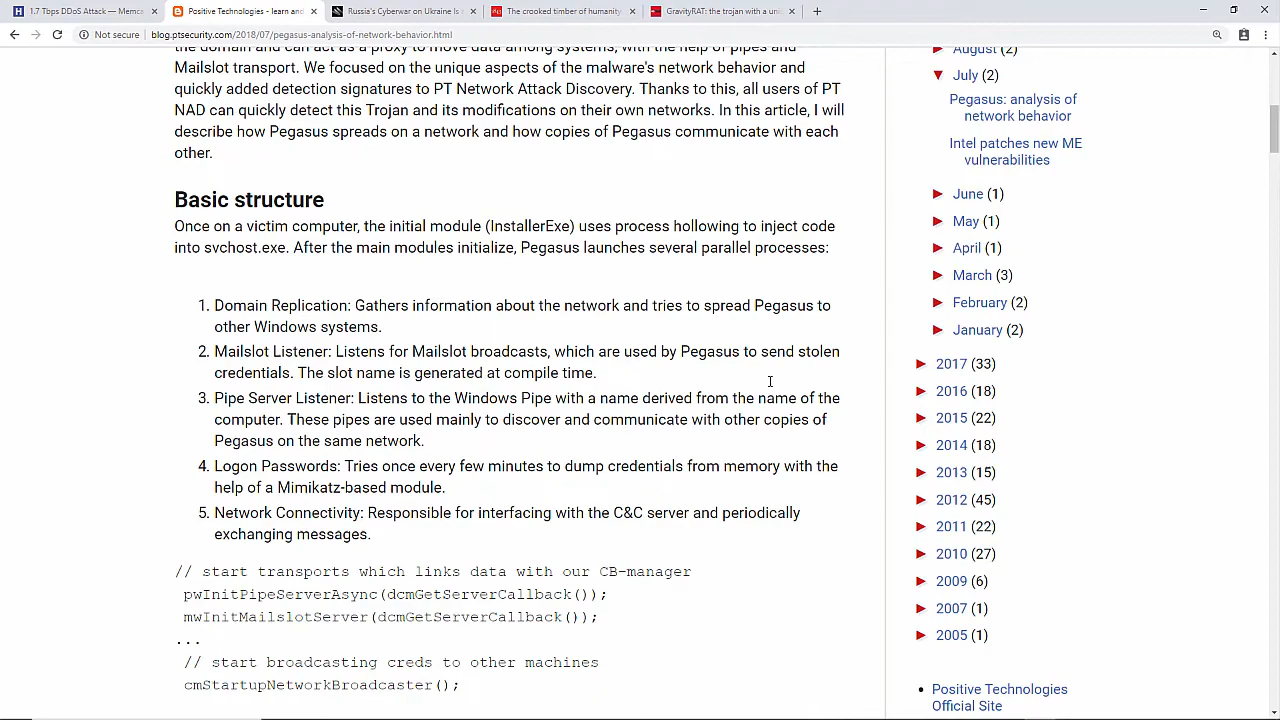 1.7 Tbps DDoS Attack — Memca
Positive Technologies - learn and
Russia's Cyberwar on Ukraine Is
The crooked timber of humanity
GravityRAT: the trojan with a uni
Not secure | blog.ptsecurity.com/2018/07/pegasus-analysis-of-network-behavior.html
the domain and can act as a proxy to move data among systems, with the help of pipes and
Mailslot transport. We focused on the unique aspects of the malware's network behavior and
quickly added detection signatures to PT Network Attack Discovery. Thanks to this, all users of PT
NAD can quickly detect this Trojan and its modifications on their own networks. In this article, I will
describe how Pegasus spreads on a network and how copies of Pegasus communicate with each
other.
Basic structure
Once on a victim computer, the initial module (InstallerExe) uses process hollowing to inject code
into svchost.exe. After the main modules initialize, Pegasus launches several parallel processes:
1. Domain Replication: Gathers information about the network and tries to spread Pegasus to
other Windows systems.
2. Mailslot Listener: Listens for Mailslot broadcasts, which are used by Pegasus to send stolen
credentials. The slot name is generated at compile time.
3. Pipe Server Listener: Listens to the Windows Pipe with a name derived from the name of the
computer. These pipes are used mainly to discover and communicate with other copies of
Pegasus on the same network.
4. Logon Passwords: Tries once every few minutes to dump credentials from memory with the
help of a Mimikatz-based module.
5. Network Connectivity: Responsible for interfacing with the C&C server and periodically
exchanging messages.
// start transports which links data with our CB-manager
pwInitPipeServerAsync(dcmGetServerCallback());
mwInitMailslotServer(dcmGetServerCallback());
...
// start broadcasting creds to other machines
cmStartupNetworkBroadcaster();
August (2)
July (2)
Pegasus: analysis of
network behavior
Intel patches new ME
vulnerabilities
June (1)
May (1)
April (1)
March (3)
February (2)
January (2)
2017 (33)
2016 (18)
2015 (22)
2014 (18)
2013 (15)
2012 (45)
2011 (22)
2010 (27)
2009 (6)
2007 (1)
2005 (1)
Positive Technologies
Official Site